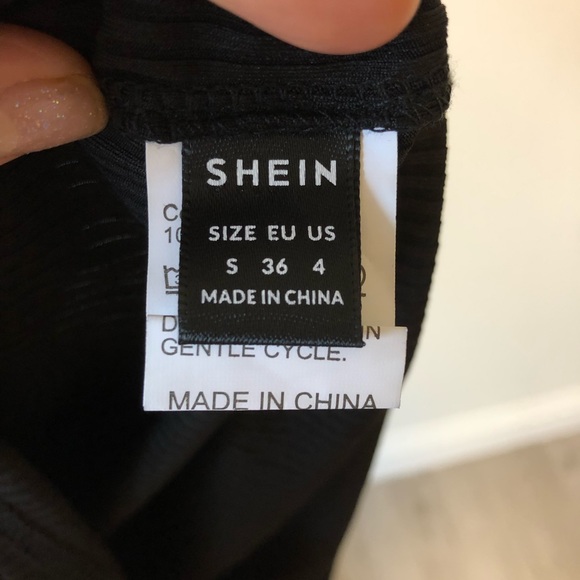 SHEIN
SIZE EU US
S 36 4
MADE IN CHINA
GENTLE CYCLE.
MADE IN CHINA